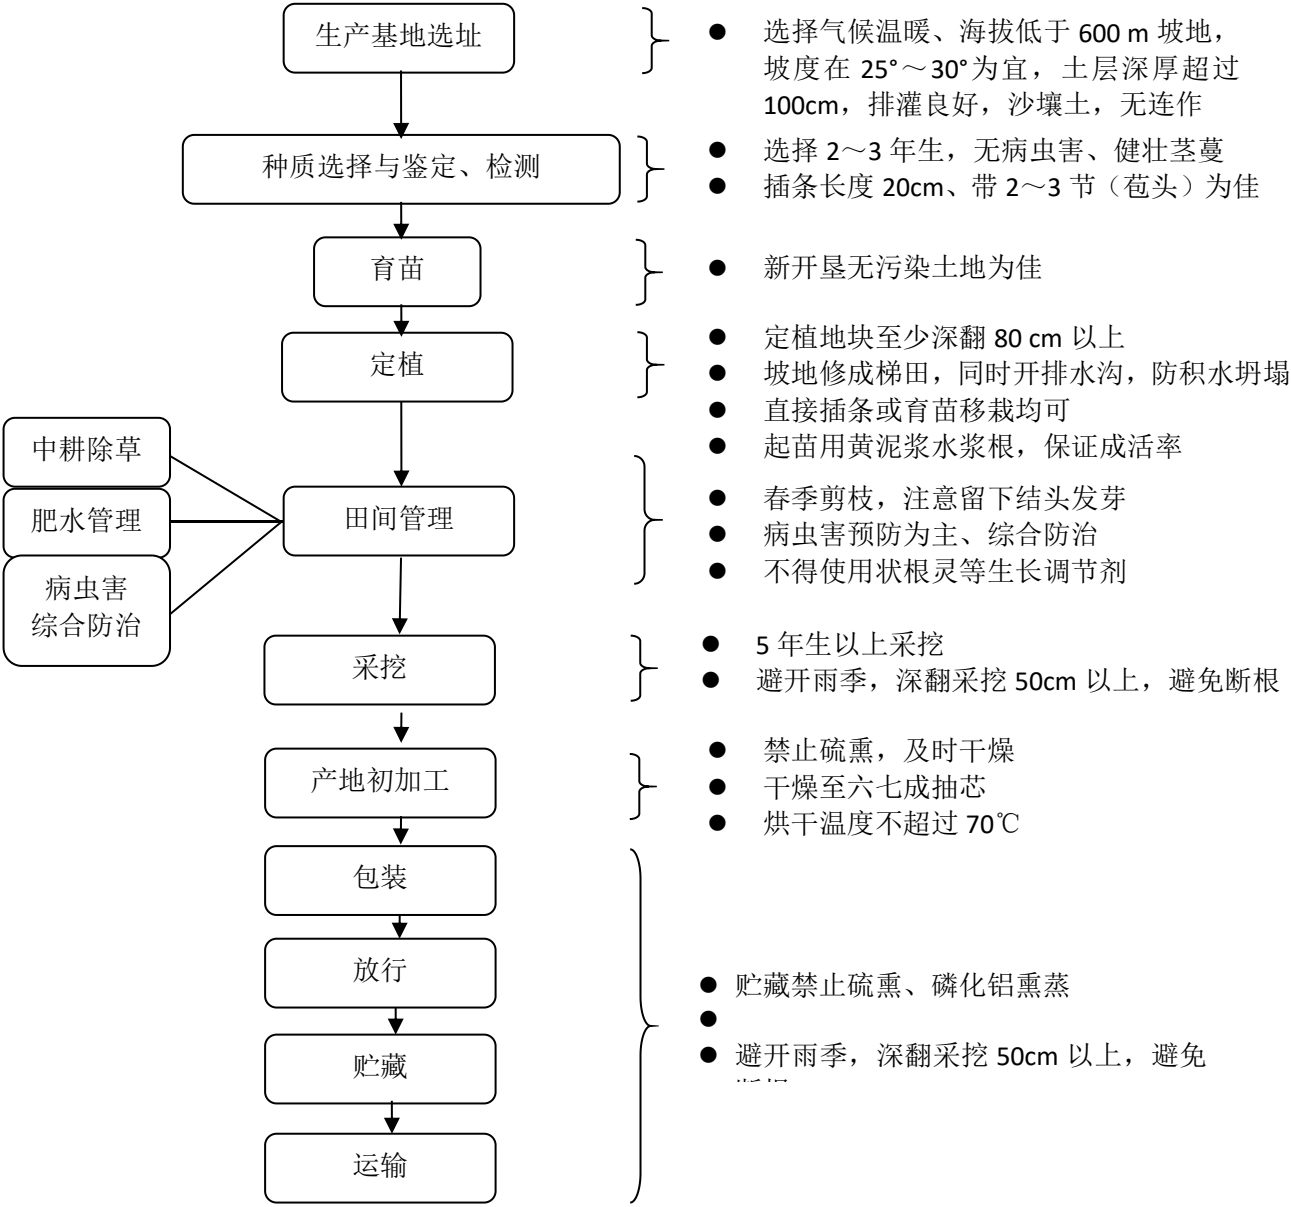 生产基地选址
● 选择气候温暖、海拔低于 600 m 坡地，
坡度在 25°～30°为宜，土层深厚超过
100cm，排灌良好，沙壤土，无连作
种质选择与鉴定、检测
● 选择 2～3 年生，无病虫害、健壮茎蔓
● 插条长度 20cm、带 2～3 节（苞头）为佳
育苗
● 新开垦无污染土地为佳
定植
● 定植地块至少深翻 80 cm 以上
● 坡地修成梯田，同时开排水沟，防积水坍塌
● 直接插条或育苗移栽均可
● 起苗用黄泥浆水浆根，保证成活率
中耕除草
肥水管理
病虫害
综合防治
田间管理
● 春季剪枝，注意留下结头发芽
● 病虫害预防为主、综合防治
● 不得使用状根灵等生长调节剂
采挖
● 5 年生以上采挖
● 避开雨季，深翻采挖 50cm 以上，避免断根
产地初加工
● 禁止硫熏，及时干燥
● 干燥至六七成抽芯
● 烘干温度不超过 70℃
包装
放行
贮藏
运输
● 贮藏禁止硫熏、磷化铝熏蒸
●
● 避开雨季，深翻采挖 50cm 以上，避免